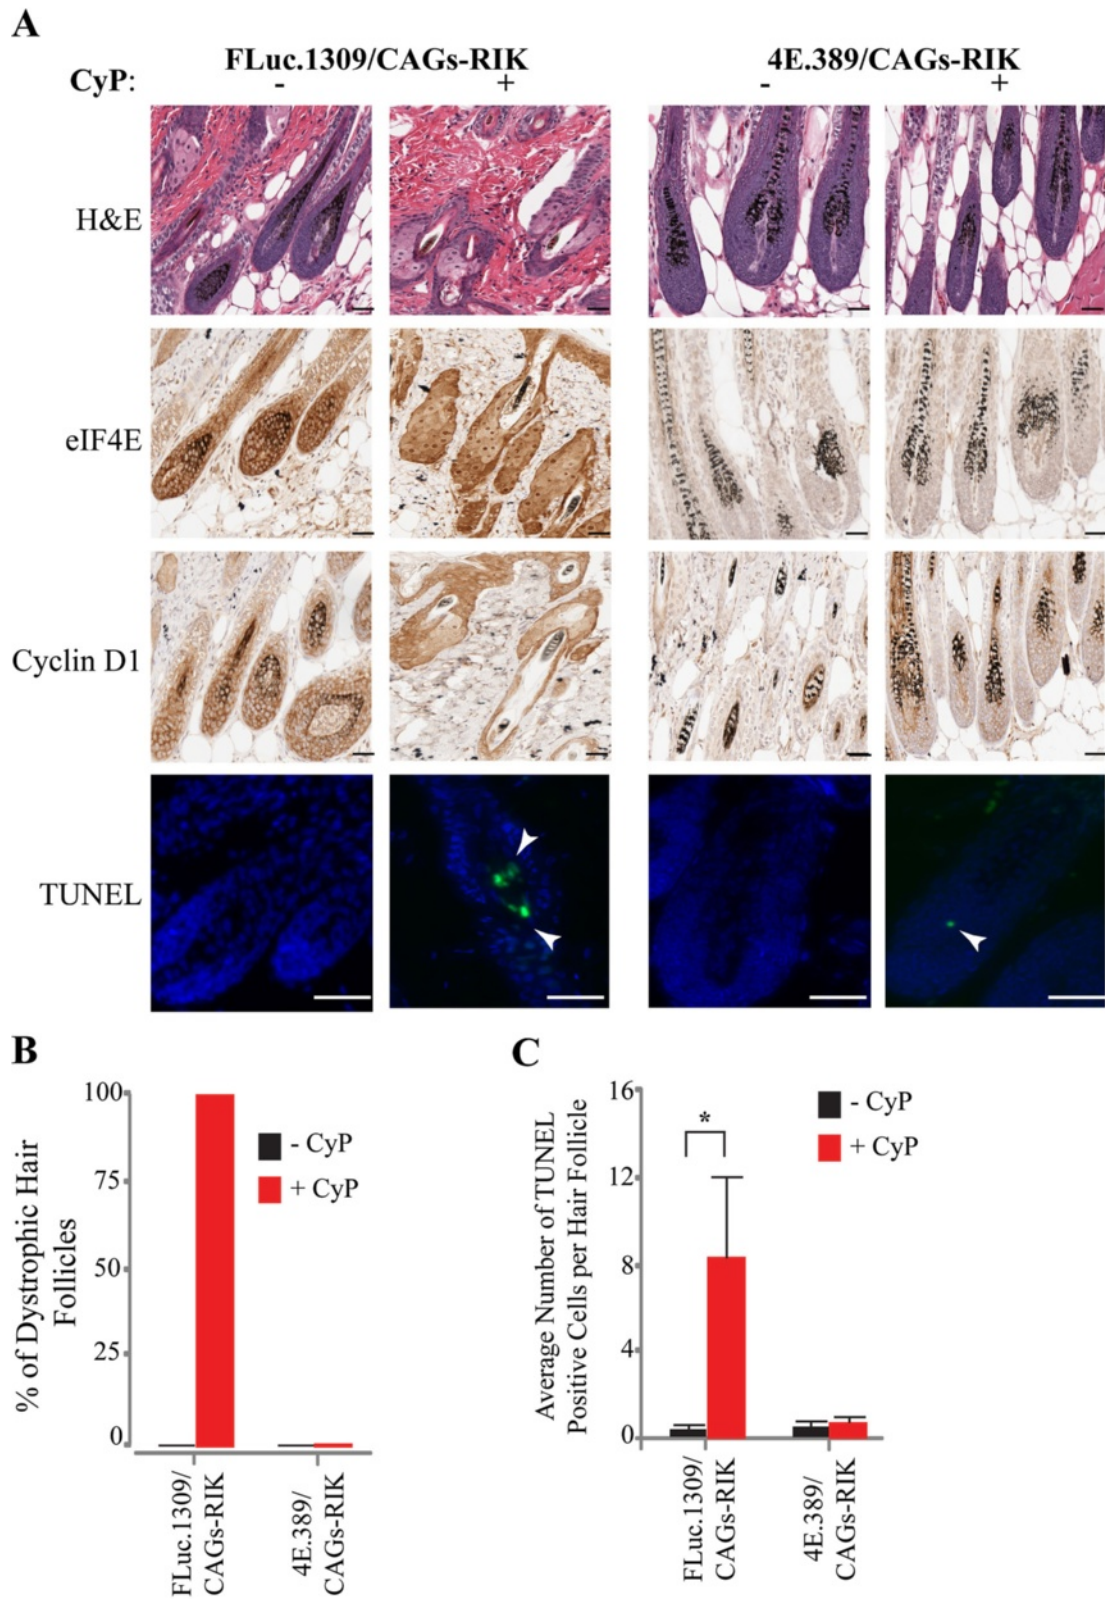 A
FLuc.1309/CAGs-RIK 4E.389/CAGs-RIK
CyP: - + - +
H&E
eIF4E
Cyclin D1
TUNEL
B
% of Dystrophic Hair
Follicles
100
75
50
25
0
- CyP
+ CyP
FLuc.1309/
CAGs-RIK
4E.389/
CAGs-RIK
C
Average Number of TUNEL
Positive Cells per Hair Follicle
16
12
8
4
0
*
- CyP
+ CyP
FLuc.1309/
CAGs-RIK
4E.389/
CAGs-RIK